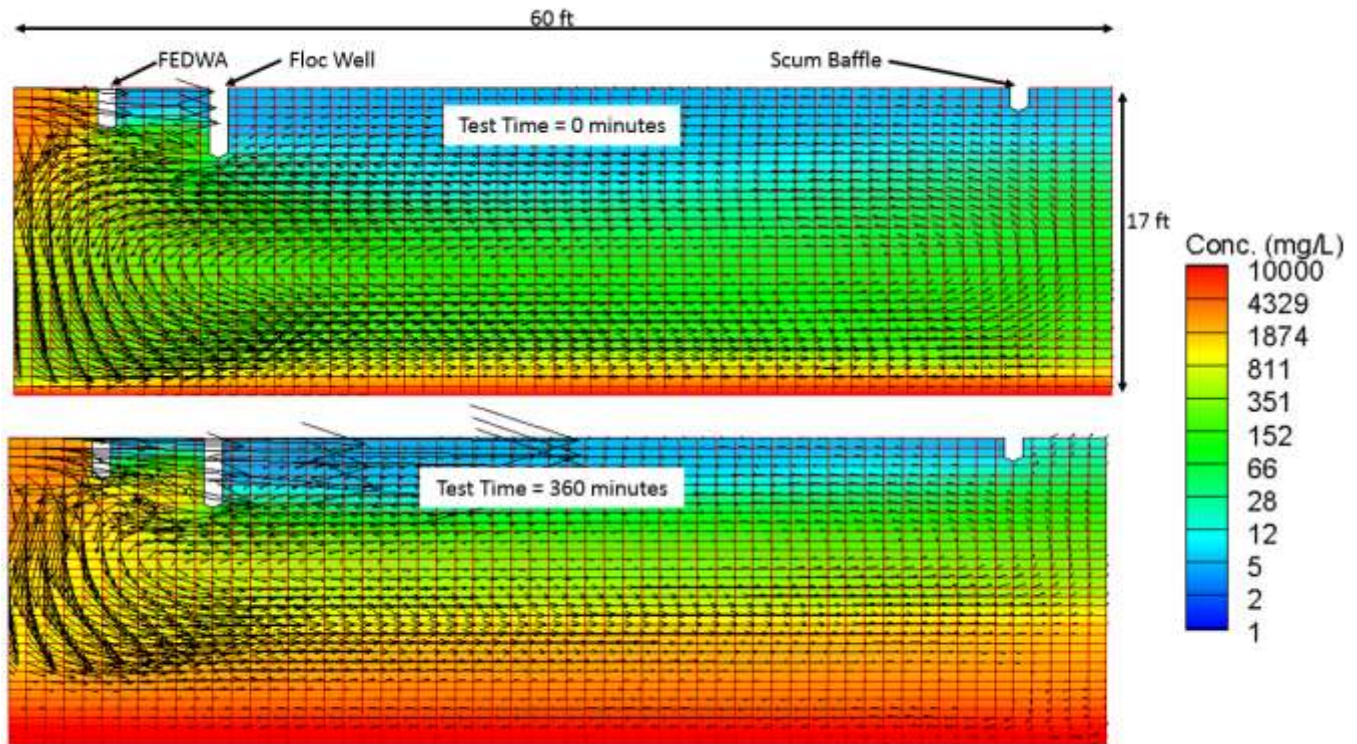 60 ft
FEDWA
Floc Well
Scum Baffle
Test Time = 0 minutes
17 ft
Conc. (mg/L)
10000
4329
1874
811
351
152
66
28
12
5
2
1
Test Time = 360 minutes